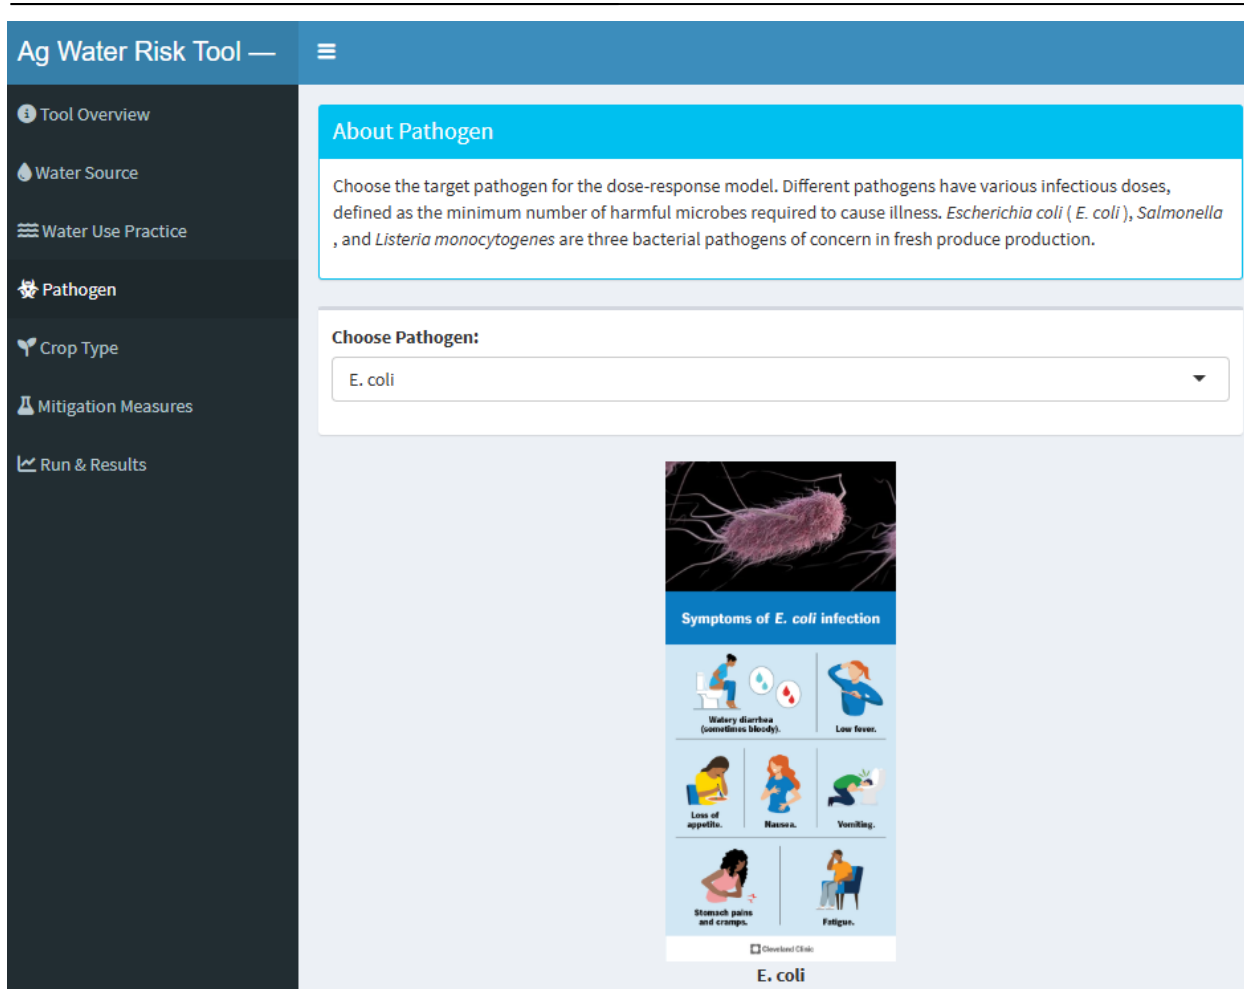 Ag Water Risk Tool —
Tool Overview
Water Source
Water Use Practice
Pathogen
Crop Type
Mitigation Measures
Run & Results
About Pathogen
Choose the target pathogen for the dose-response model. Different pathogens have various infectious doses,
defined as the minimum number of harmful microbes required to cause illness. Escherichia coli ( E. coli ), Salmonella
, and Listeria monocytogenes are three bacterial pathogens of concern in fresh produce production.
Choose Pathogen:
E. coli
Symptoms of E. coli infection
Watery diarrhea
(sometimes bloody).
Low fever.
Loss of
appetite.
Nausea.
Vomiting.
Stomach pains
and cramps.
Fatigue.
Cleveland Clinic
E. coli